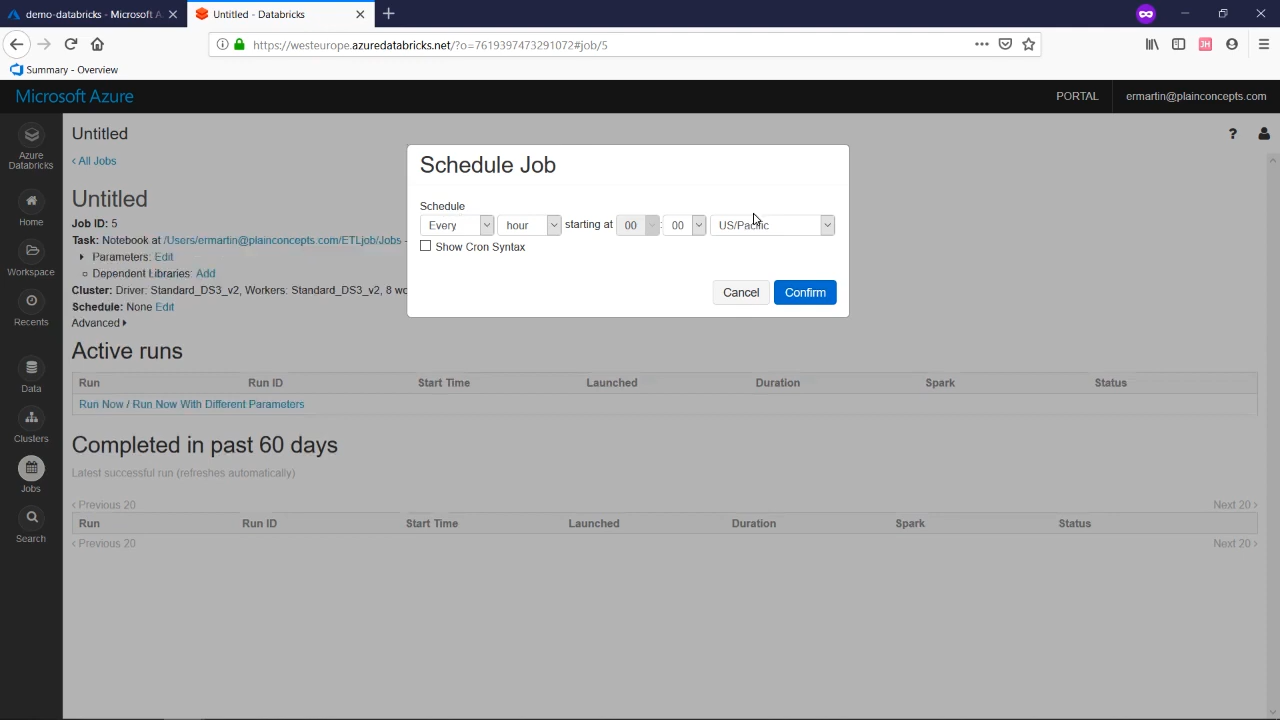 demo-databricks - Microsoft A
Untitled - Databricks
https://westeurope.azuredatabricks.net/?o=7619397473291072#job/5
Summary - Overview
Microsoft Azure
PORTAL
ermartin@plainconcepts.com
Azure
Databricks
Home
Workspace
Recents
Data
Clusters
Jobs
Search
Untitled
?
‹ All Jobs
Untitled
Job ID: 5
Task: Notebook at /Users/ermartin@plainconcepts.com/ETLjob/Jobs -
Parameters: Edit
Dependent Libraries: Add
Cluster: Driver: Standard_DS3_v2, Workers: Standard_DS3_v2, 8 wo
Schedule: None Edit
Advanced
Schedule Job
Schedule
Every hour starting at 00 : 00 US/Pacific
Show Cron Syntax
Cancel Confirm
Active runs
Run Run ID Start Time Launched Duration Spark Status
Run Now / Run Now With Different Parameters
Completed in past 60 days
Latest successful run (refreshes automatically)
‹ Previous 20 Next 20 ›
Run Run ID Start Time Launched Duration Spark Status
‹ Previous 20 Next 20 ›